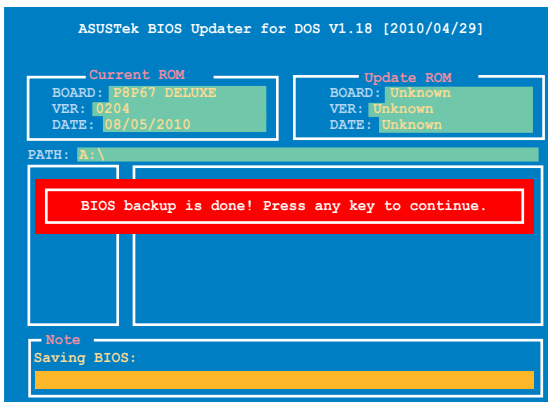 ASUSTek BIOS Updater for DOS V1.18 [2010/04/29]
Current ROM
BOARD: P8P67 DELUXE
VER: 0204
DATE: 08/05/2010
Update ROM
BOARD: Unknown
VER: Unknown
DATE: Unknown
PATH: A:\
BIOS backup is done! Press any key to continue.
Note
Saving BIOS: